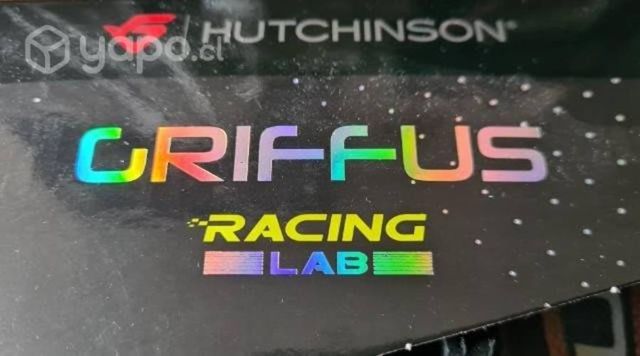 HUTCHINSON®
yapo.cl
GRIFFUS
RACING
LAB